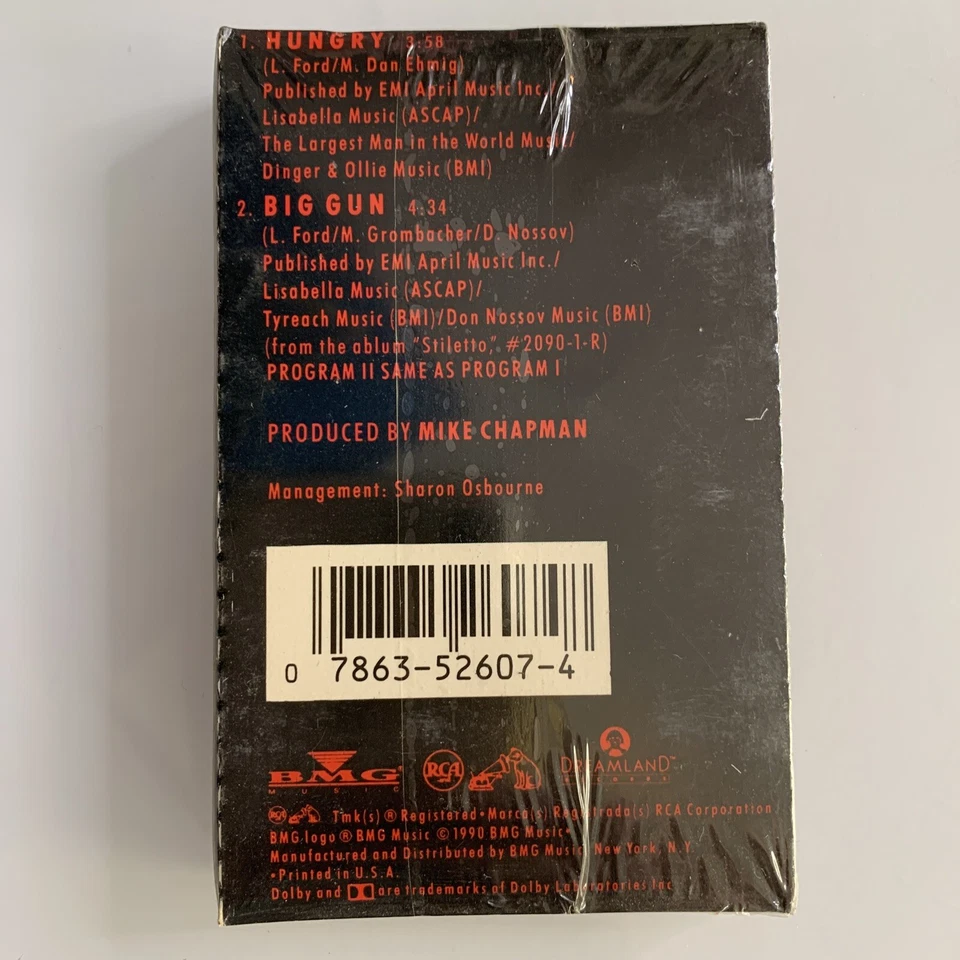 1. HUNGRY 3:58
(L. Ford/M. Dan Ehmig)
Published by EMI April Music Inc./
Lisabella Music (ASCAP)/
The Largest Man in the World Music/
Dinger & Ollie Music (BMI)
2. BIG GUN 4:34
(L. Ford/M. Grombacher/D. Nossov)
Published by EMI April Music Inc./
Lisabella Music (ASCAP)/
Tyreach Music (BMI)/Don Nossov Music (BMI)
(from the ablum "Stiletto," #2090-1-R)
PROGRAM II SAME AS PROGRAM I
PRODUCED BY MIKE CHAPMAN
Management: Sharon Osbourne
0 7863-52607-4
BMG
MUSIC
RCA
DREAMLAND™
RECORDS
Tmk(s) ® Registered • Marca(s) Registrada(s) RCA Corporation
BMG logo ® BMG Music © 1990 BMG Music •
Manufactured and Distributed by BMG Music, New York, N.Y.
• Printed in U.S.A.
Dolby and are trademarks of Dolby Laboratories Inc